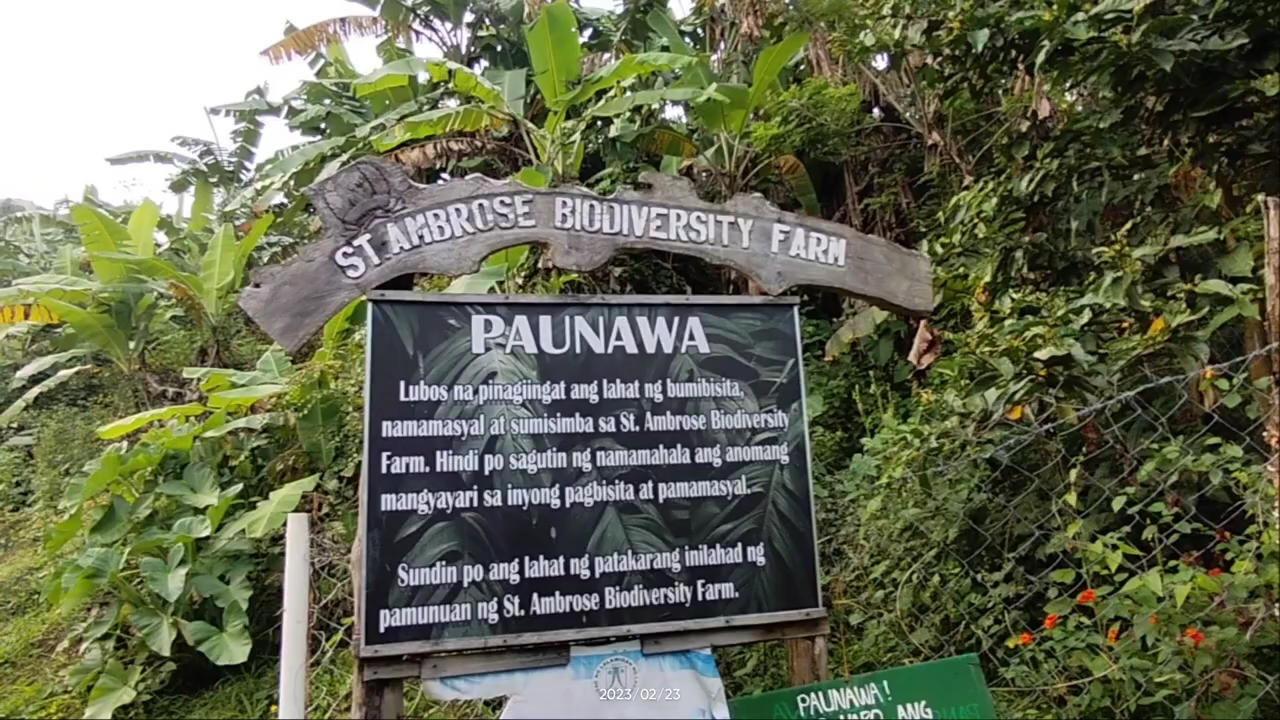 ST. AMBROSE BIODIVERSITY FARM
PAUNAWA
Lubos na pinagiingat ang lahat ng bumibisita,
namamasyal at sumisimba sa St. Ambrose Biodiversity
Farm. Hindi po sagutin ng namamahala ang anomang
mangyayari sa inyong pagbisita at pamamasyal.
Sundin po ang lahat ng patakarang inilahad ng
pamunuan ng St. Ambrose Biodiversity Farm.
2023/02/23
PAUNAWA!
ANG